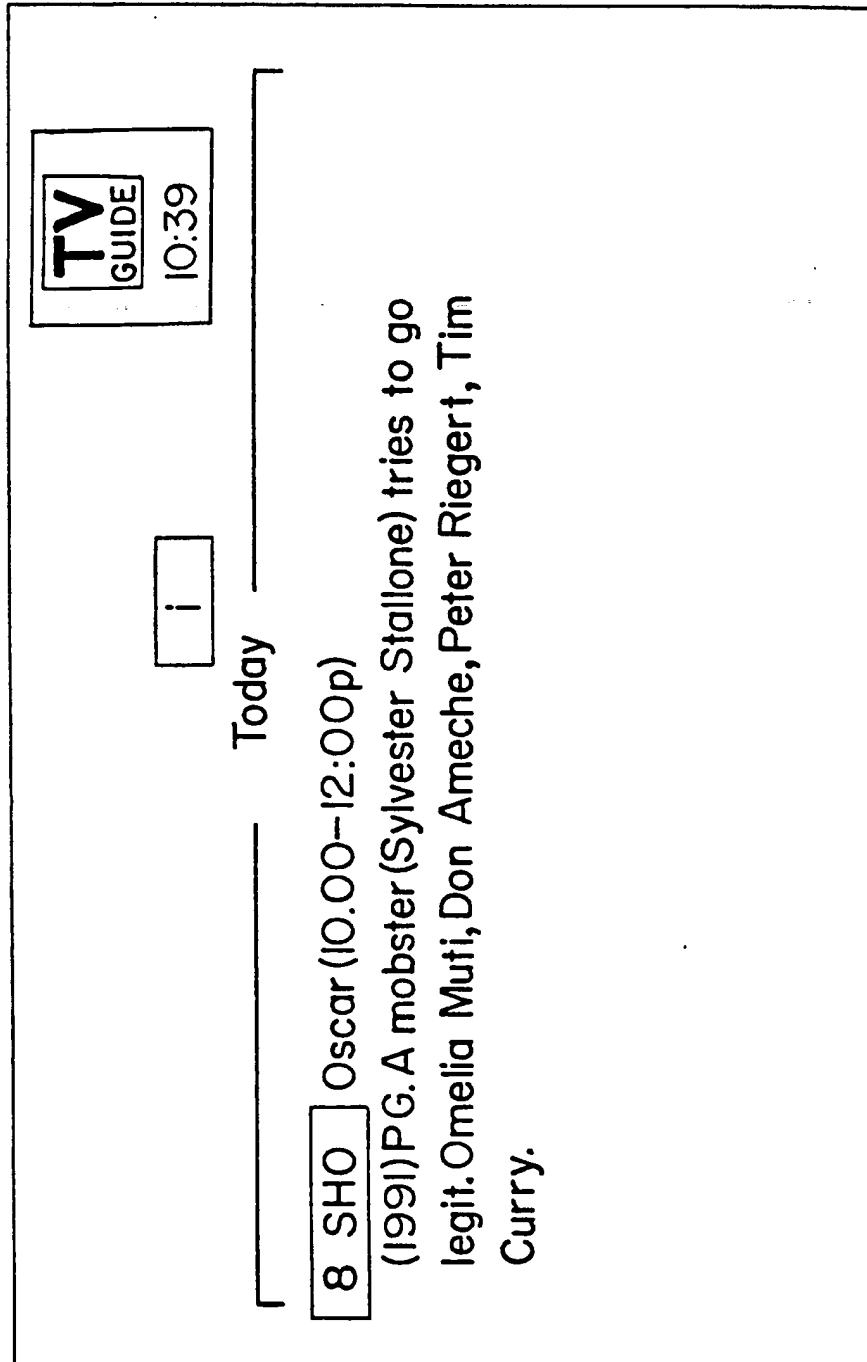 TV
GUIDE
10:39
i
Today
8 SHO Oscar (10.00-12:00p)
(1991) PG. A mobster (Sylvester Stallone) tries to go
legit. Omelia Muti, Don Ameche, Peter Riegert, Tim
Curry.